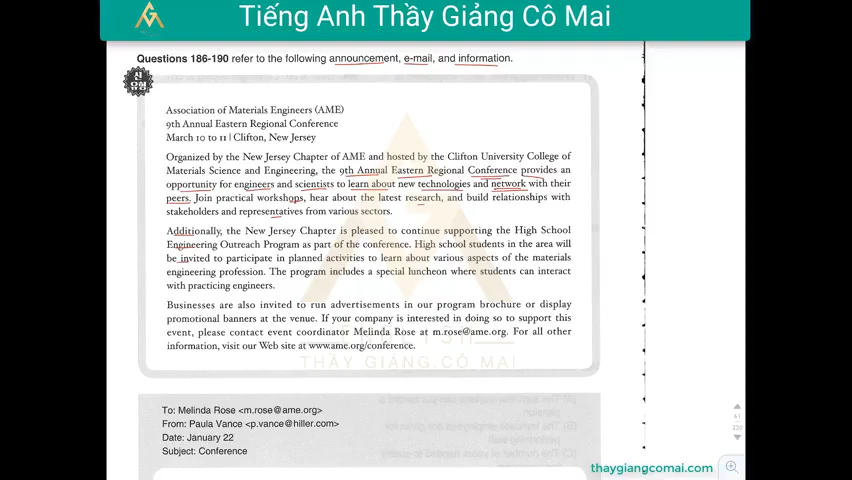 Tiếng Anh Thầy Giảng Cô Mai
Questions 186-190 refer to the following announcement, e-mail, and information.
Association of Materials Engineers (AME)
9th Annual Eastern Regional Conference
March 10 to 11 | Clifton, New Jersey
Organized by the New Jersey Chapter of AME and hosted by the Clifton University College of
Materials Science and Engineering, the 9th Annual Eastern Regional Conference provides an
opportunity for engineers and scientists to learn about new technologies and network with their
peers. Join practical workshops, hear about the latest research, and build relationships with
stakeholders and representatives from various sectors.
Additionally, the New Jersey Chapter is pleased to continue supporting the High School
Engineering Outreach Program as part of the conference. High school students in the area will
be invited to participate in planned activities to learn about various aspects of the materials
engineering profession. The program includes a special luncheon where students can interact
with practicing engineers.
Businesses are also invited to run advertisements in our program brochure or display
promotional banners at the venue. If your company is interested in doing so to support this
event, please contact event coordinator Melinda Rose at m.rose@ame.org. For all other
information, visit our Web site at www.ame.org/conference.
THẦY GIẢNG CÔ MAI
To: Melinda Rose <m.rose@ame.org>
From: Paula Vance <p.vance@hiller.com>
Date: January 22
Subject: Conference
61
220
thaygiangcomai.com